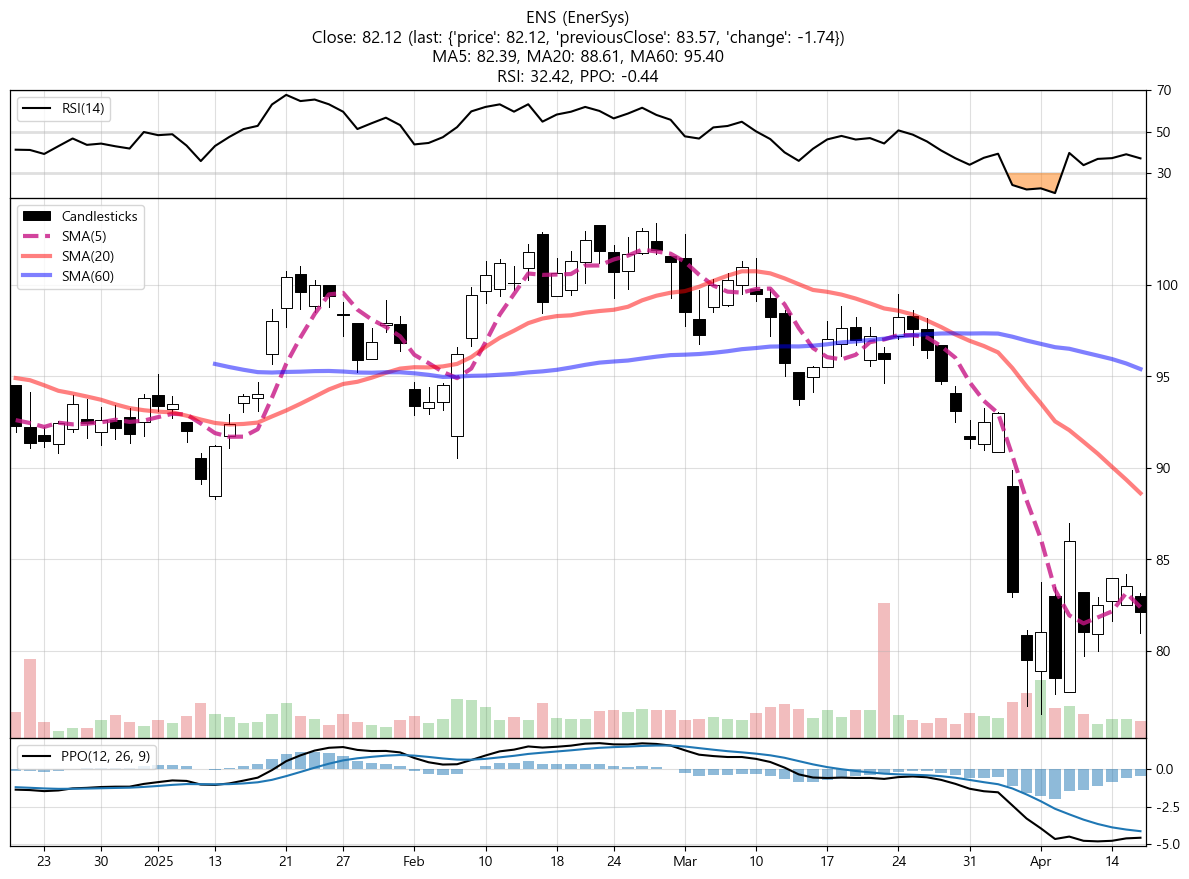 ENS (EnerSys)
Close: 82.12 (last: {'price': 82.12, 'previousClose': 83.57, 'change': -1.74})
MA5: 82.39, MA20: 88.61, MA60: 95.40
RSI: 32.42, PPO: -0.44
RSI(14)
70
50
30
Candlesticks
SMA(5)
SMA(20)
SMA(60)
100
95
90
85
80
PPO(12, 26, 9)
0.0
-2.5
-5.0
23 30 2025 13 21 27 Feb 10 18 24 Mar 10 17 24 31 Apr 14